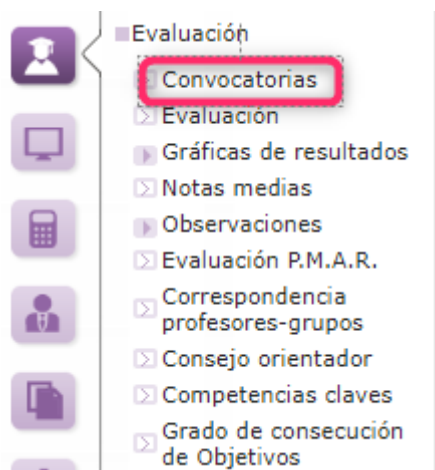 Evaluación
Convocatorias
Evaluación
Gráficas de resultados
Notas medias
Observaciones
Evaluación P.M.A.R.
Correspondencia
profesores-grupos
Consejo orientador
Competencias claves
Grado de consecución
de Objetivos